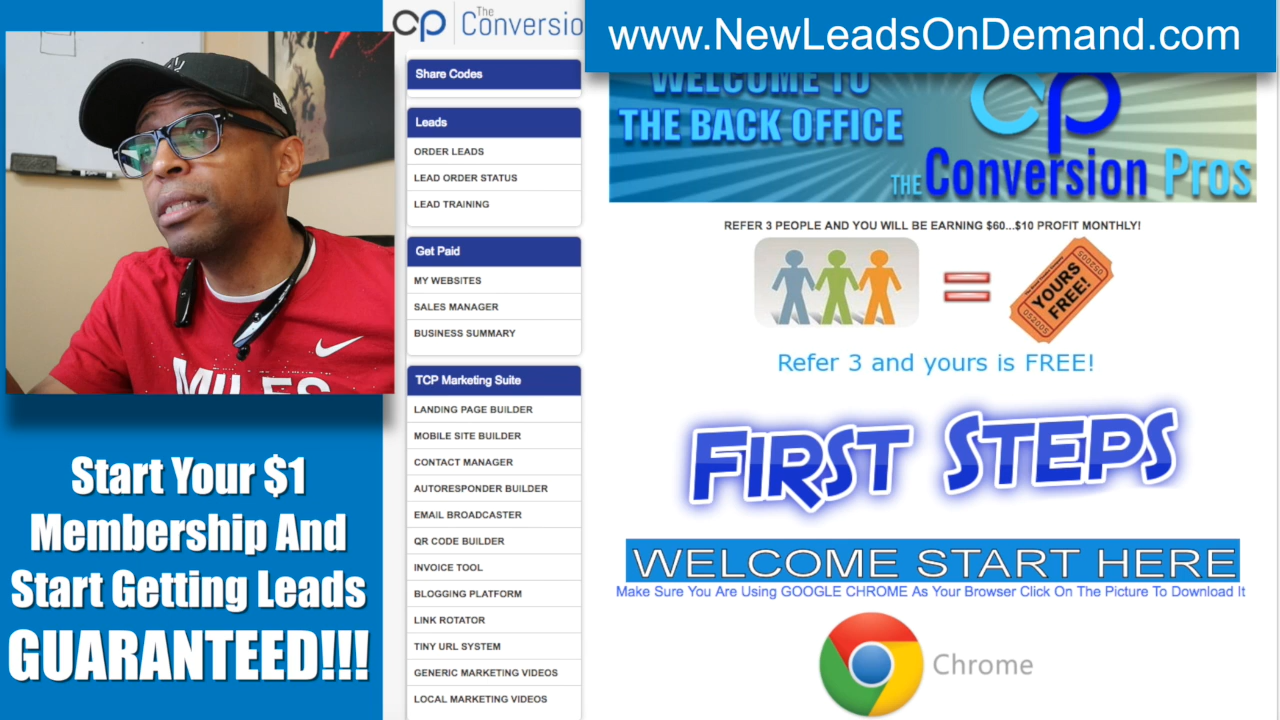 The Conversio
www.NewLeadsOnDemand.com
Share Codes
Leads
ORDER LEADS
LEAD ORDER STATUS
LEAD TRAINING
Get Paid
MY WEBSITES
SALES MANAGER
BUSINESS SUMMARY
TCP Marketing Suite
LANDING PAGE BUILDER
MOBILE SITE BUILDER
CONTACT MANAGER
AUTORESPONDER BUILDER
EMAIL BROADCASTER
QR CODE BUILDER
INVOICE TOOL
BLOGGING PLATFORM
LINK ROTATOR
TINY URL SYSTEM
GENERIC MARKETING VIDEOS
LOCAL MARKETING VIDEOS
WELCOME TO
THE BACK OFFICE
THE Conversion Pros
REFER 3 PEOPLE AND YOU WILL BE EARNING $60...$10 PROFIT MONTHLY!
YOURS
FREE!
052005
Refer 3 and yours is FREE!
FIRST STEPS
WELCOME START HERE
Make Sure You Are Using GOOGLE CHROME As Your Browser Click On The Picture To Download It
Chrome
Start Your $1
Membership And
Start Getting Leads
GUARANTEED!!!